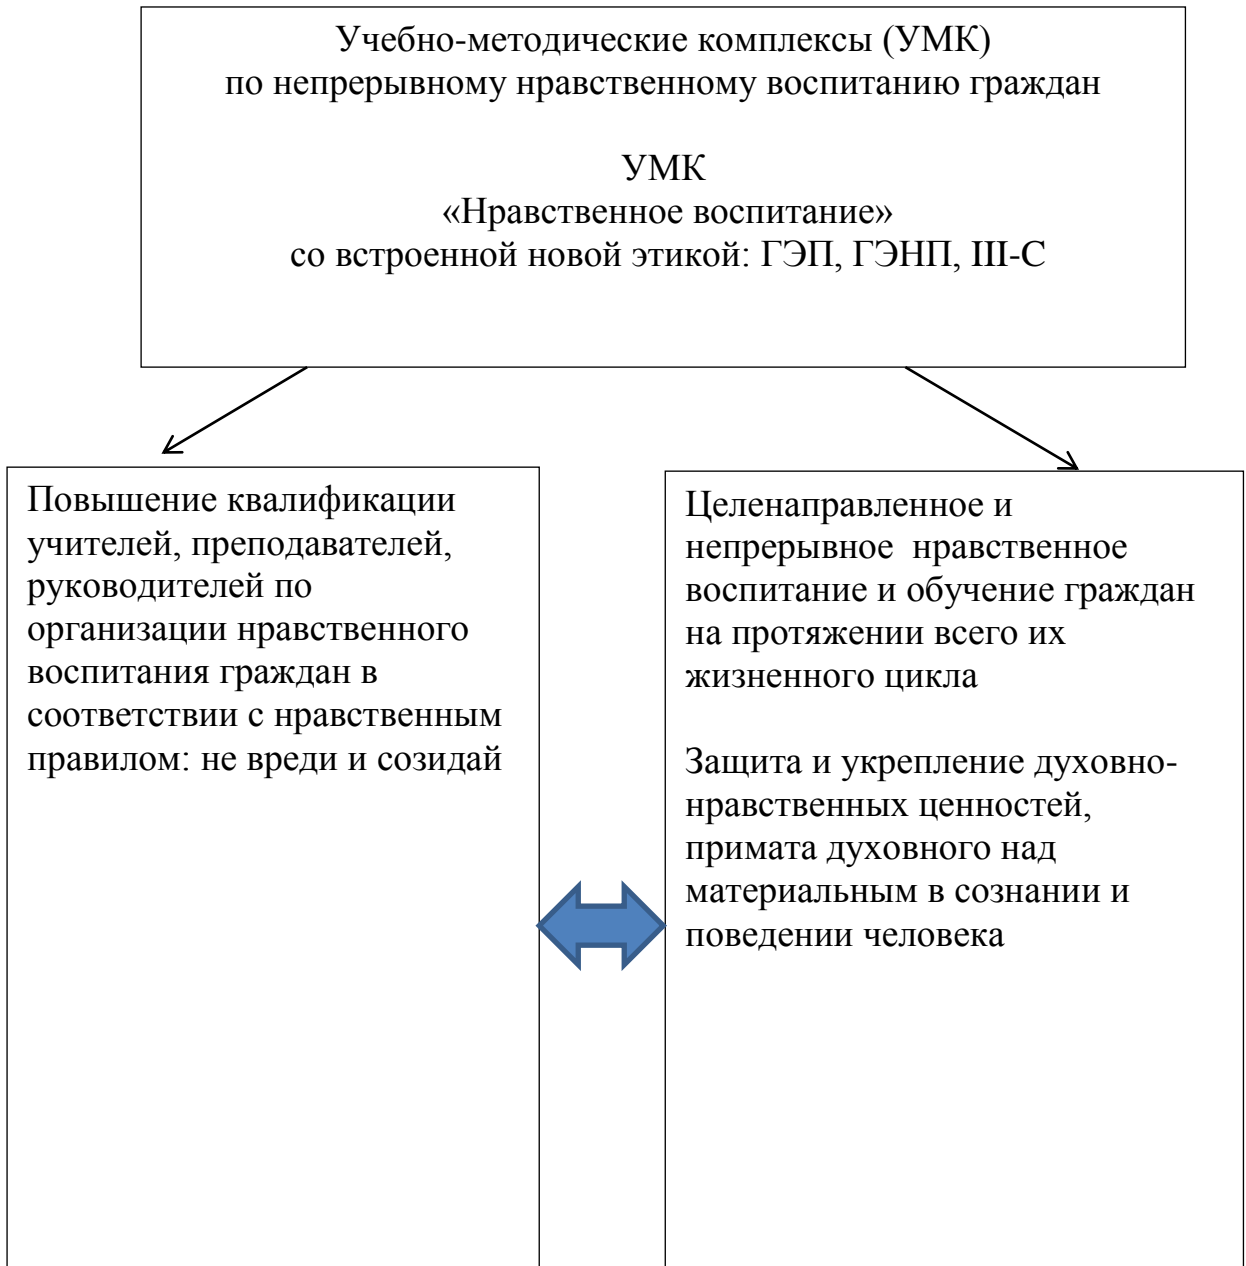 Учебно-методические комплексы (УМК)
по непрерывному нравственному воспитанию граждан
УМК
«Нравственное воспитание»
со встроенной новой этикой: ГЭП, ГЭНП, III-С
Повышение квалификации
учителей, преподавателей,
руководителей по
организации нравственного
воспитания граждан в
соответствии с нравственным
правилом: не вреди и созидай
Целенаправленное и
непрерывное  нравственное
воспитание и обучение граждан
на протяжении всего их
жизненного цикла
Защита и укрепление духовно-
нравственных ценностей,
примата духовного над
материальным в сознании и
поведении человека